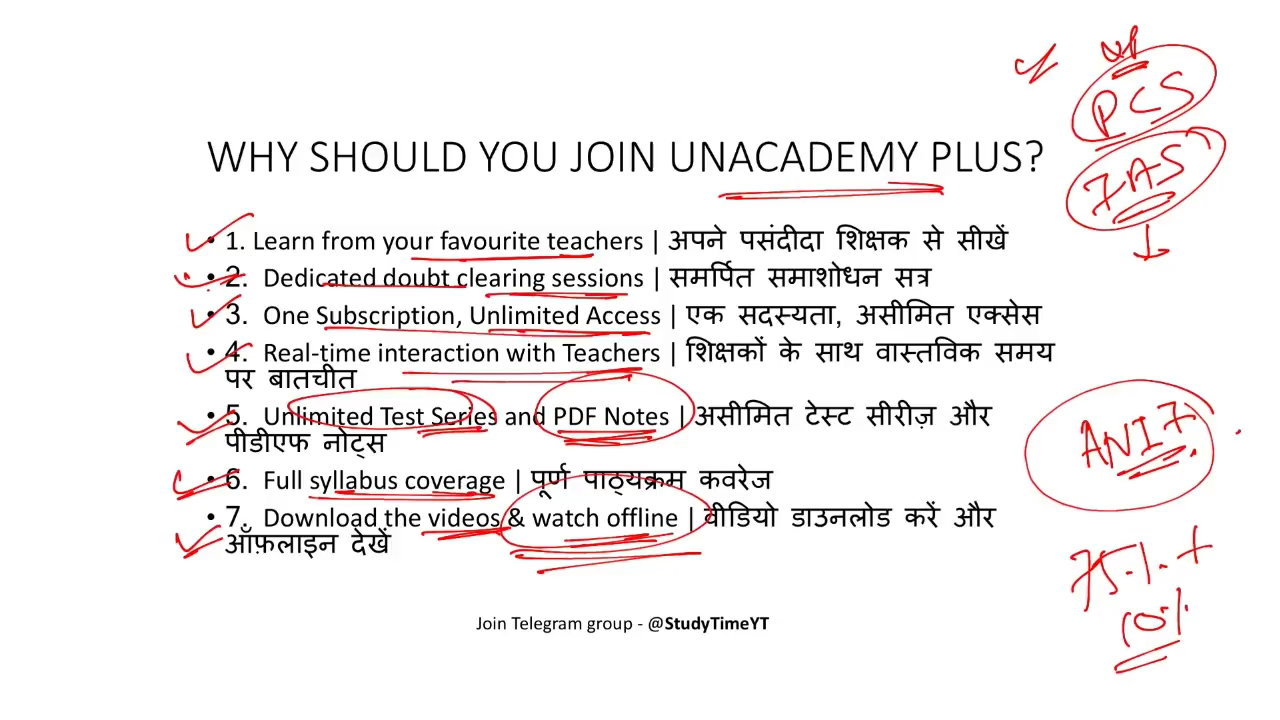 PCS
IAS
WHY SHOULD YOU JOIN UNACADEMY PLUS?
• 1. Learn from your favourite teachers | अपने पसंदीदा शिक्षक से सीखें
• 2. Dedicated doubt clearing sessions | समर्पित समाशोधन सत्र
• 3. One Subscription, Unlimited Access | एक सदस्यता, असीमित एक्सेस
• 4. Real-time interaction with Teachers | शिक्षकों के साथ वास्तविक समय
पर बातचीत
• 5. Unlimited Test Series and PDF Notes | असीमित टेस्ट सीरीज़ और
पीडीएफ नोट्स
• 6. Full syllabus coverage | पूर्ण पाठ्यक्रम कवरेज
• 7. Download the videos & watch offline | वीडियो डाउनलोड करें और
ऑफ़लाइन देखें
75% +
10%
Join Telegram group - @StudyTimeYT